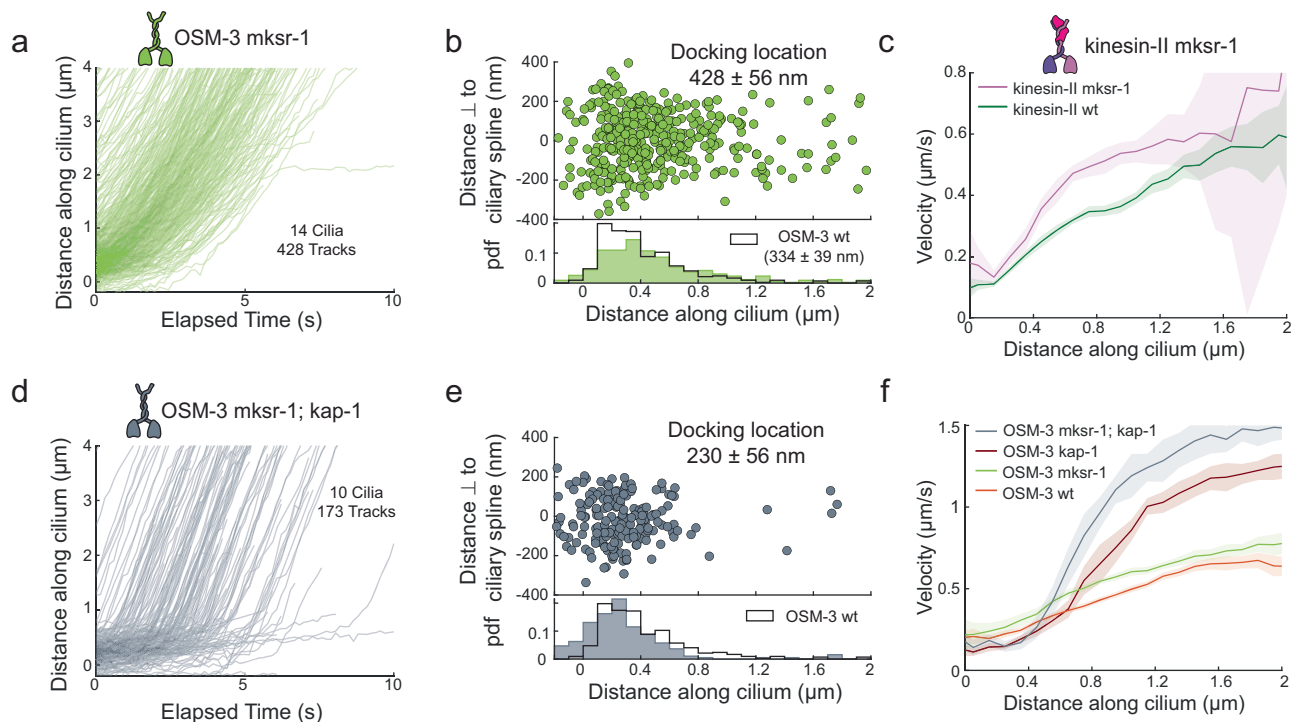 a
OSM-3 mksr-1
Distance along cilium (μm)
4
3
2
1
0
14 Cilia
428 Tracks
0
5
10
Elapsed Time (s)
b
Docking location
428 ± 56 nm
Distance ⊥ to
ciliary spline (nm)
400
200
0
-200
-400
pdf
0.1
0
OSM-3 wt
(334 ± 39 nm)
0
0.4
0.8
1.2
1.6
2
Distance along cilium (μm)
c
kinesin-II mksr-1
Velocity (μm/s)
0.8
0.6
0.4
0.2
0
kinesin-II mksr-1
kinesin-II wt
0
0.4
0.8
1.2
1.6
2
Distance along cilium (μm)
d
OSM-3 mksr-1; kap-1
Distance along cilium (μm)
4
3
2
1
0
10 Cilia
173 Tracks
0
5
10
Elapsed Time (s)
e
Docking location
230 ± 56 nm
Distance ⊥ to
ciliary spline (nm)
400
200
0
-200
-400
pdf
0.1
0
OSM-3 wt
0
0.4
0.8
1.2
1.6
2
Distance along cilium (μm)
f
Velocity (μm/s)
1.5
1
0.5
0
OSM-3 mksr-1; kap-1
OSM-3 kap-1
OSM-3 mksr-1
OSM-3 wt
0
0.4
0.8
1.2
1.6
2
Distance along cilium (μm)